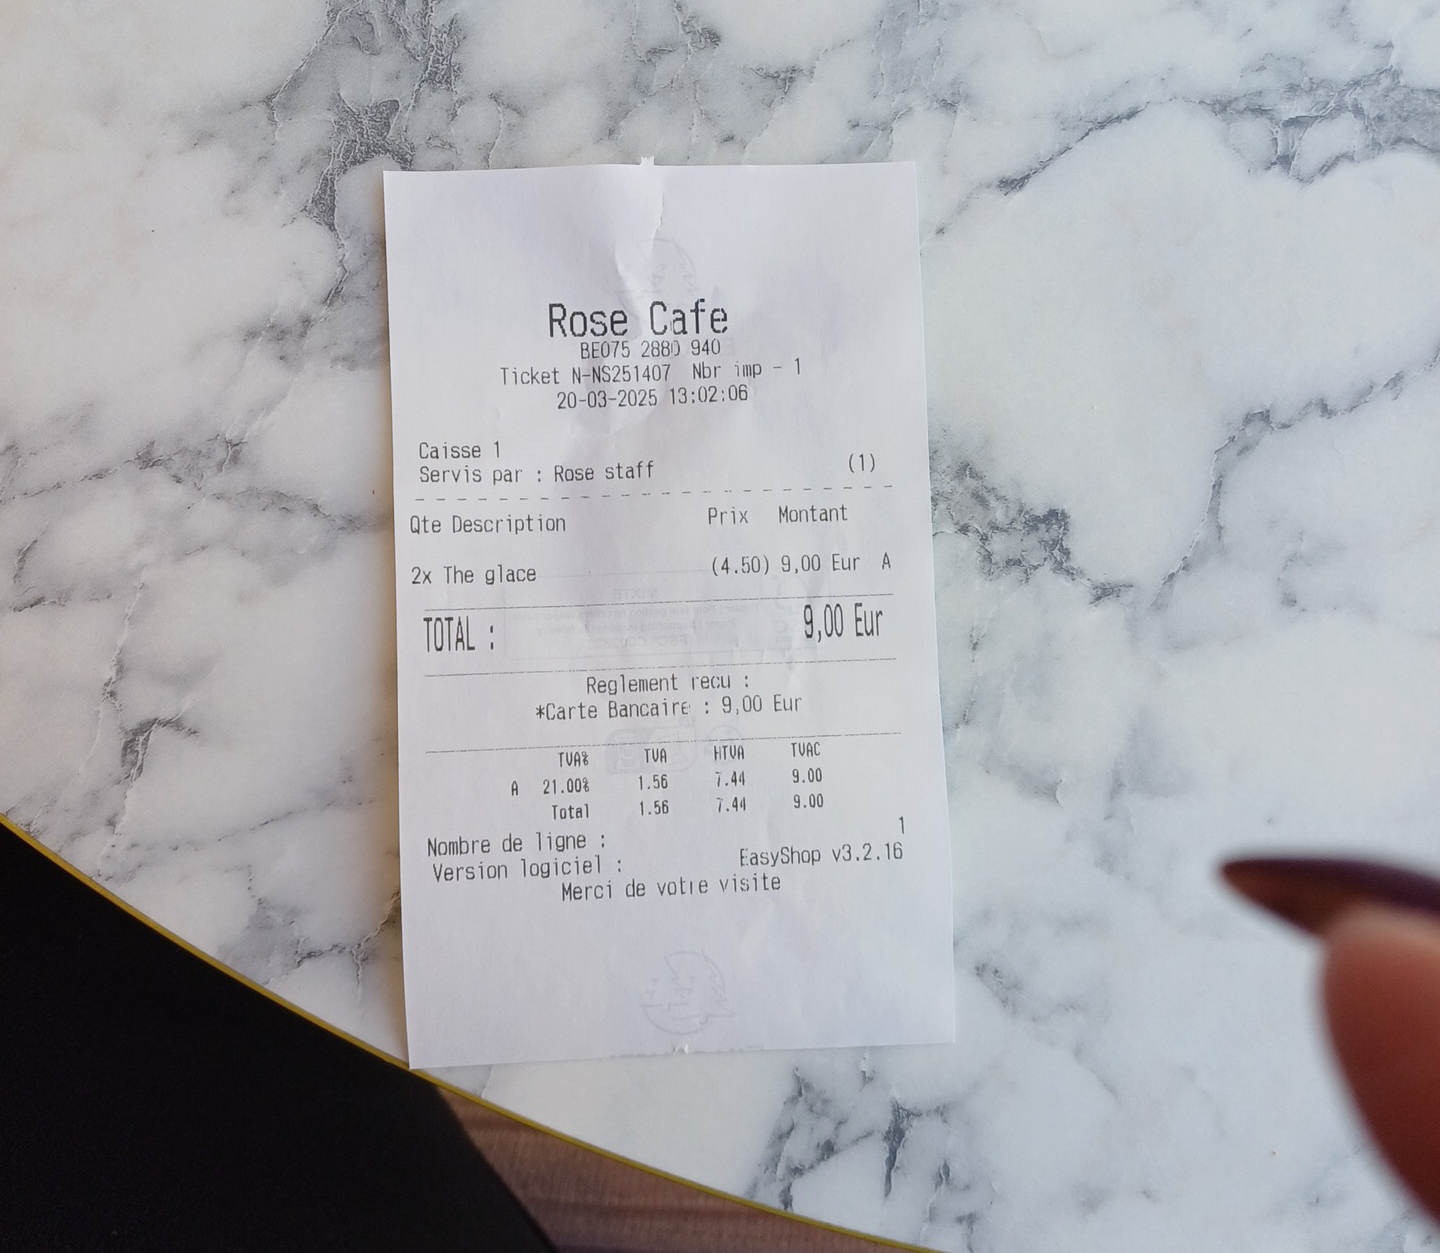 Rose Cafe
BE075 2880 940
Ticket N-NS251407 Nbr imp - 1
20-03-2025 13:02:06
Caisse 1
Servis par : Rose staff (1)
Qte Description Prix Montant
2x The glace (4.50) 9,00 Eur A
TOTAL : 9,00 Eur
Reglement recu :
*Carte Bancaire : 9,00 Eur
TVA% TVA HTVA TVAC
A 21.00% 1.56 7.44 9.00
Total 1.56 7.44 9.00
Nombre de ligne : 1
Version logiciel : EasyShop v3.2.16
Merci de votre visite